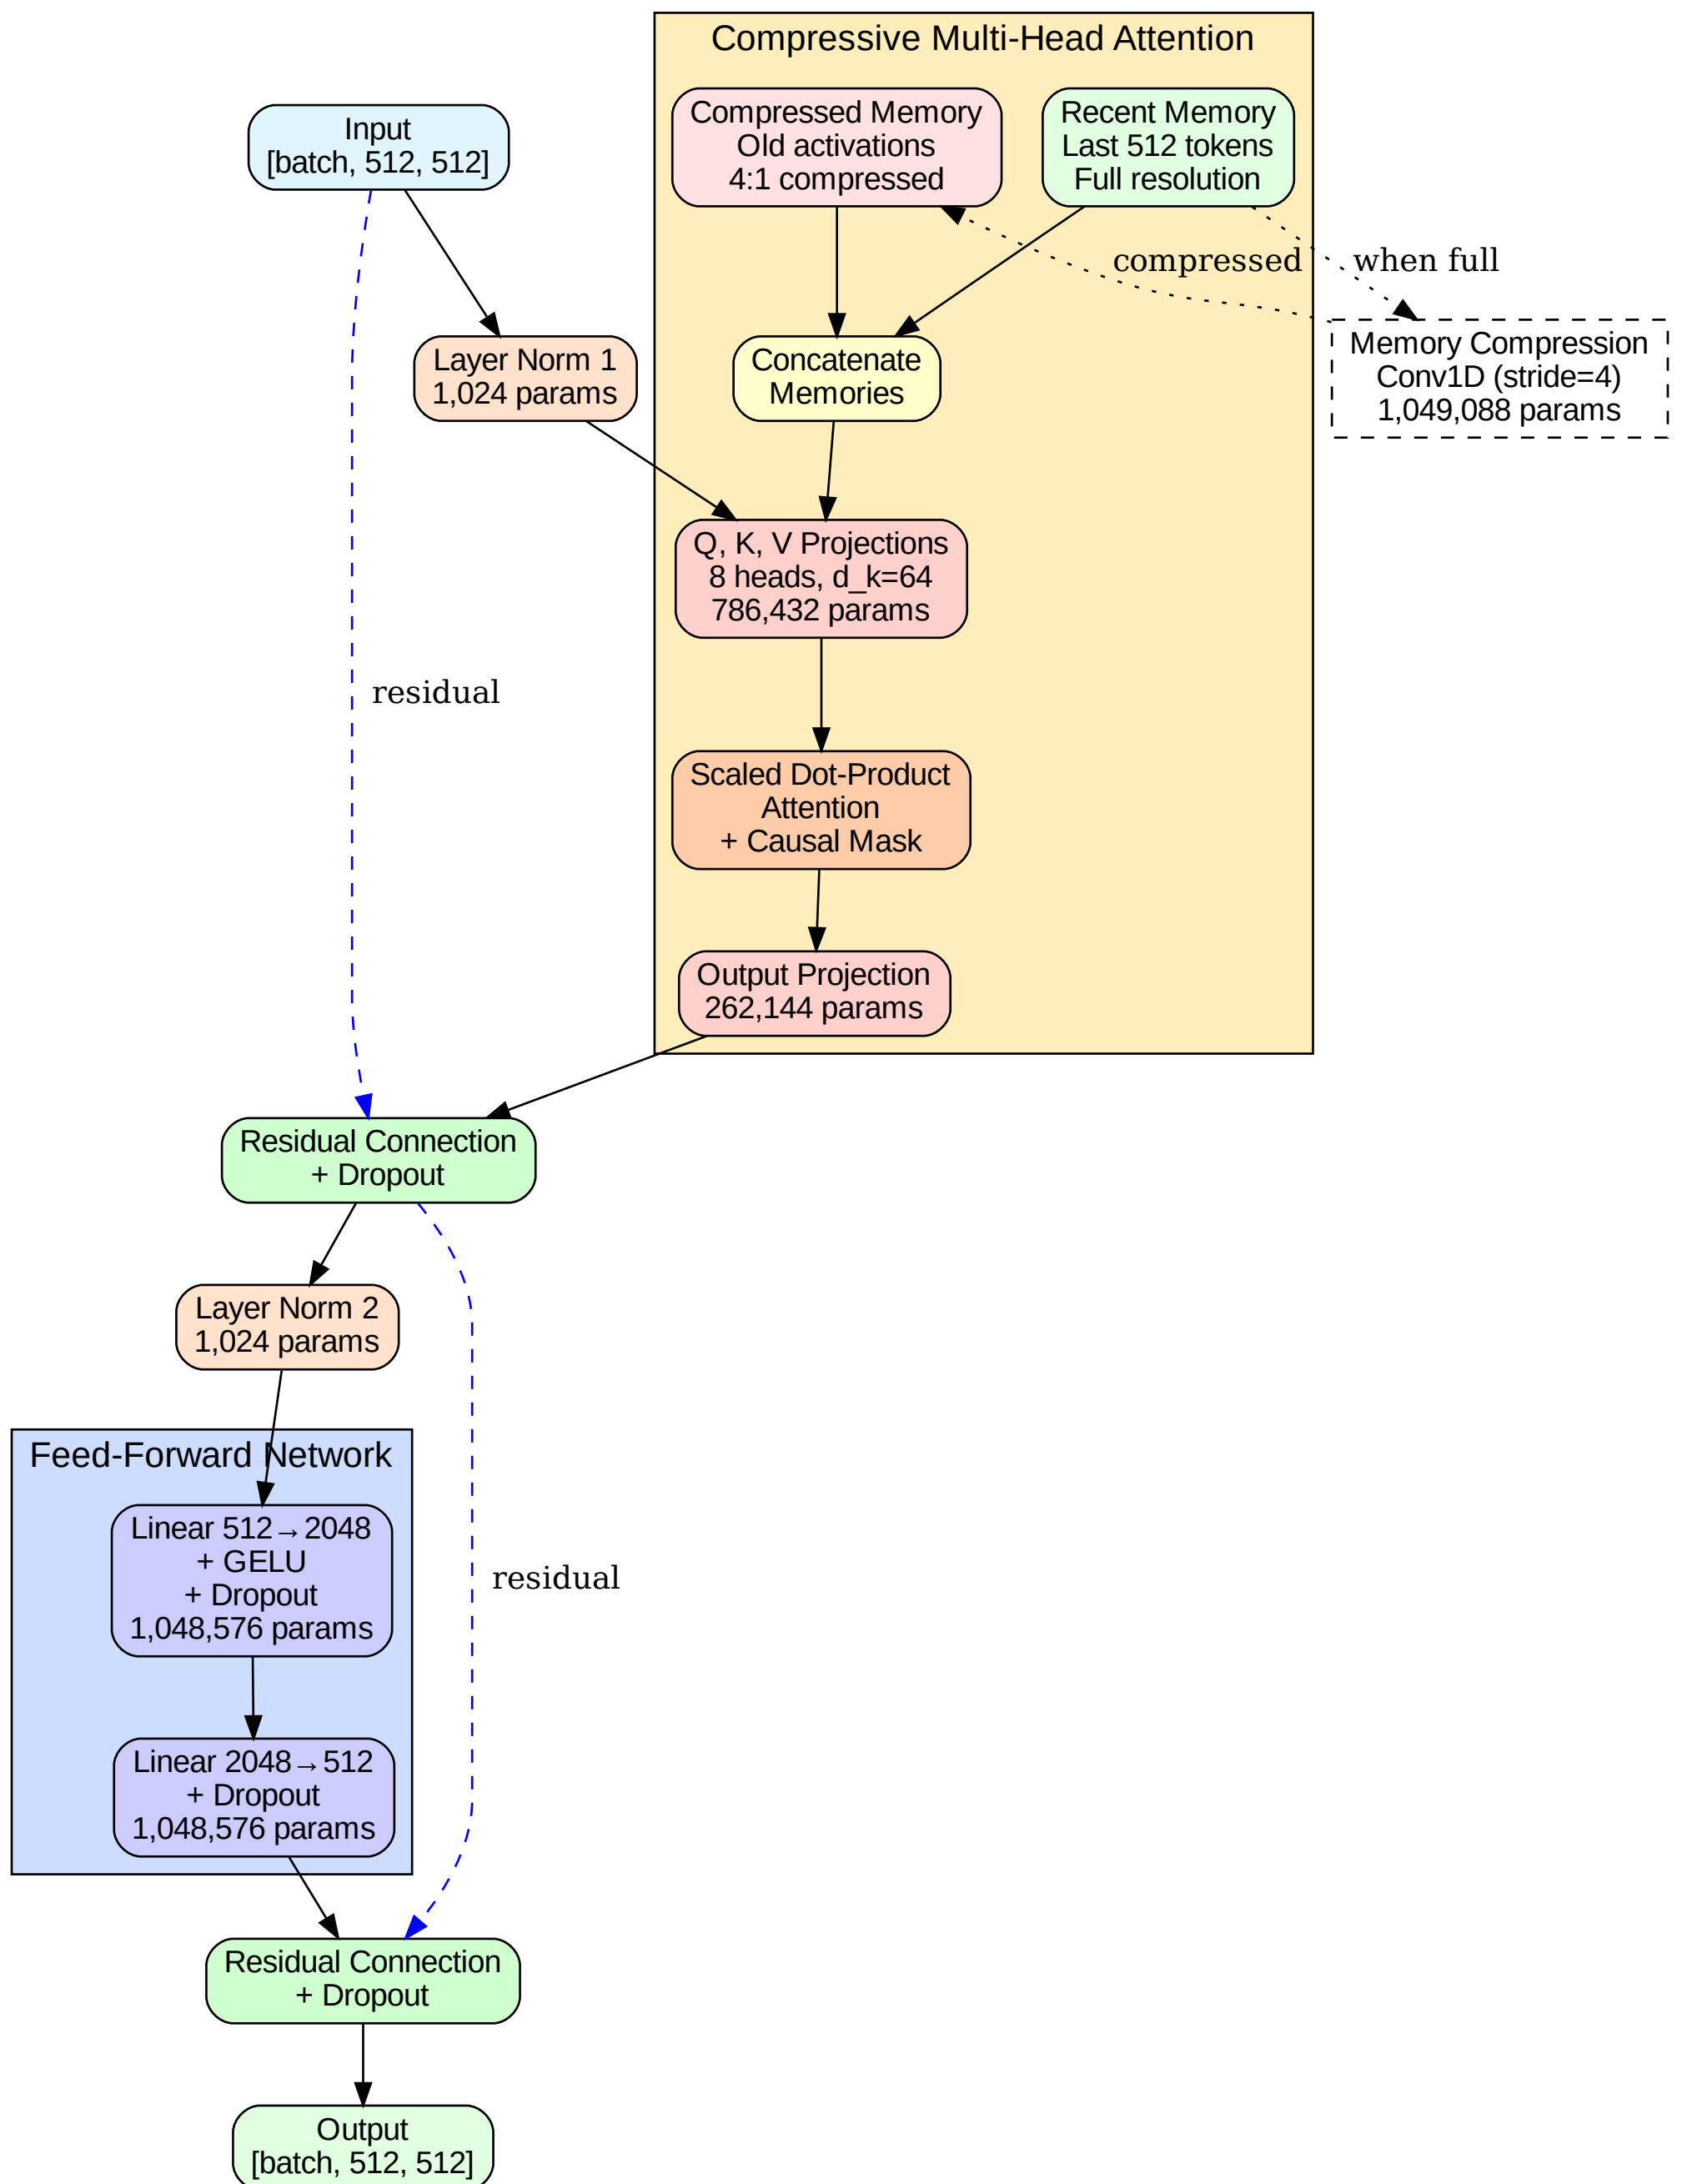 Compressive Multi-Head Attention
Input
[batch, 512, 512]
Compressed Memory
Old activations
4:1 compressed
Recent Memory
Last 512 tokens
Full resolution
compressed
when full
Layer Norm 1
1,024 params
Concatenate
Memories
Memory Compression
Conv1D (stride=4)
1,049,088 params
Q, K, V Projections
8 heads, d_k=64
786,432 params
residual
Scaled Dot-Product
Attention
+ Causal Mask
Output Projection
262,144 params
Residual Connection
+ Dropout
Layer Norm 2
1,024 params
Feed-Forward Network
Linear 512→2048
+ GELU
+ Dropout
1,048,576 params
residual
Linear 2048→512
+ Dropout
1,048,576 params
Residual Connection
+ Dropout
Output
[batch, 512, 512]